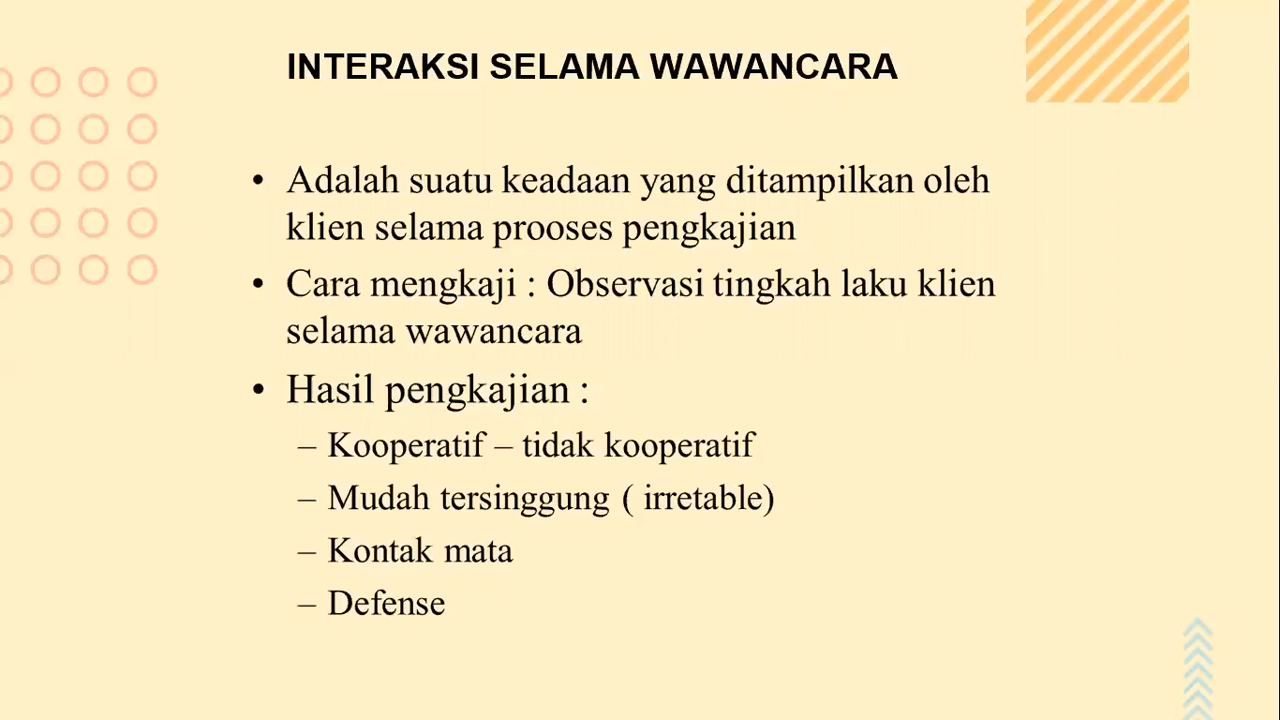 INTERAKSI SELAMA WAWANCARA
• Adalah suatu keadaan yang ditampilkan oleh
klien selama prooses pengkajian
• Cara mengkaji : Observasi tingkah laku klien
selama wawancara
• Hasil pengkajian :
– Kooperatif – tidak kooperatif
– Mudah tersinggung ( irretable)
– Kontak mata
– Defense